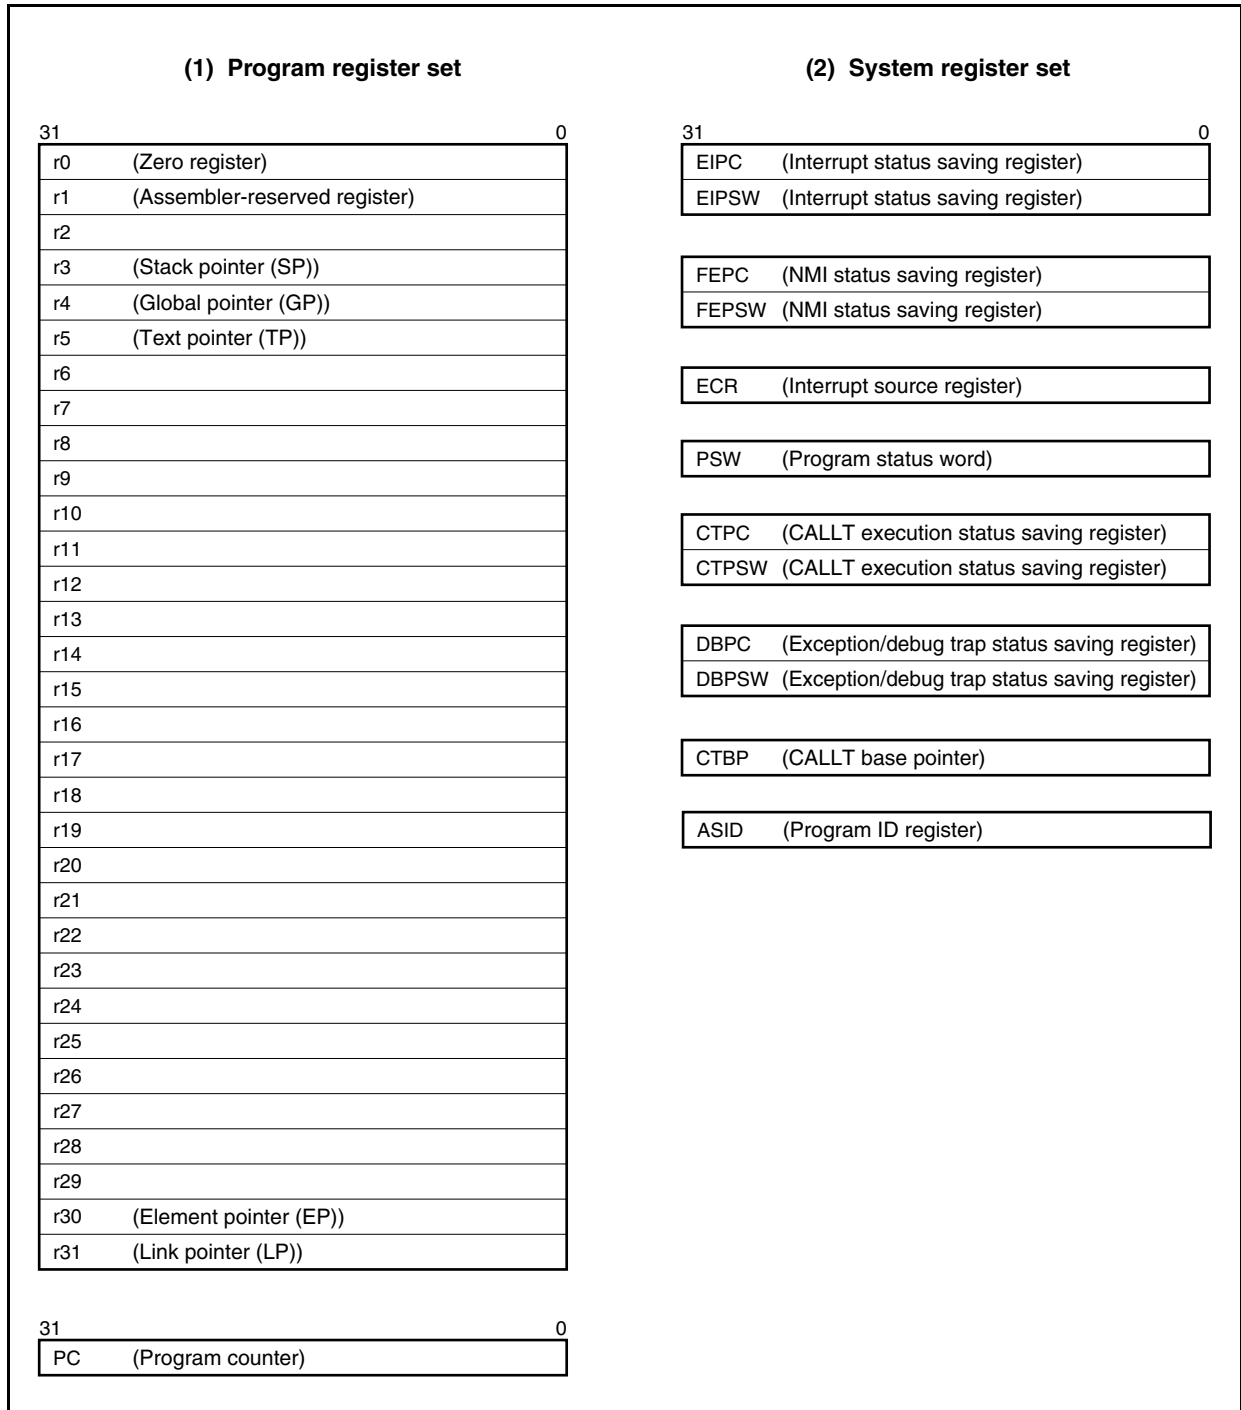 (1) Program register set
31 0
r0 (Zero register)
r1 (Assembler-reserved register)
r2
r3 (Stack pointer (SP))
r4 (Global pointer (GP))
r5 (Text pointer (TP))
r6
r7
r8
r9
r10
r11
r12
r13
r14
r15
r16
r17
r18
r19
r20
r21
r22
r23
r24
r25
r26
r27
r28
r29
r30 (Element pointer (EP))
r31 (Link pointer (LP))
31 0
PC (Program counter)
(2) System register set
31 0
EIPC (Interrupt status saving register)
EIPSW (Interrupt status saving register)
FEPC (NMI status saving register)
FEPSW (NMI status saving register)
ECR (Interrupt source register)
PSW (Program status word)
CTPC (CALLT execution status saving register)
CTPSW (CALLT execution status saving register)
DBPC (Exception/debug trap status saving register)
DBPSW (Exception/debug trap status saving register)
CTBP (CALLT base pointer)
ASID (Program ID register)